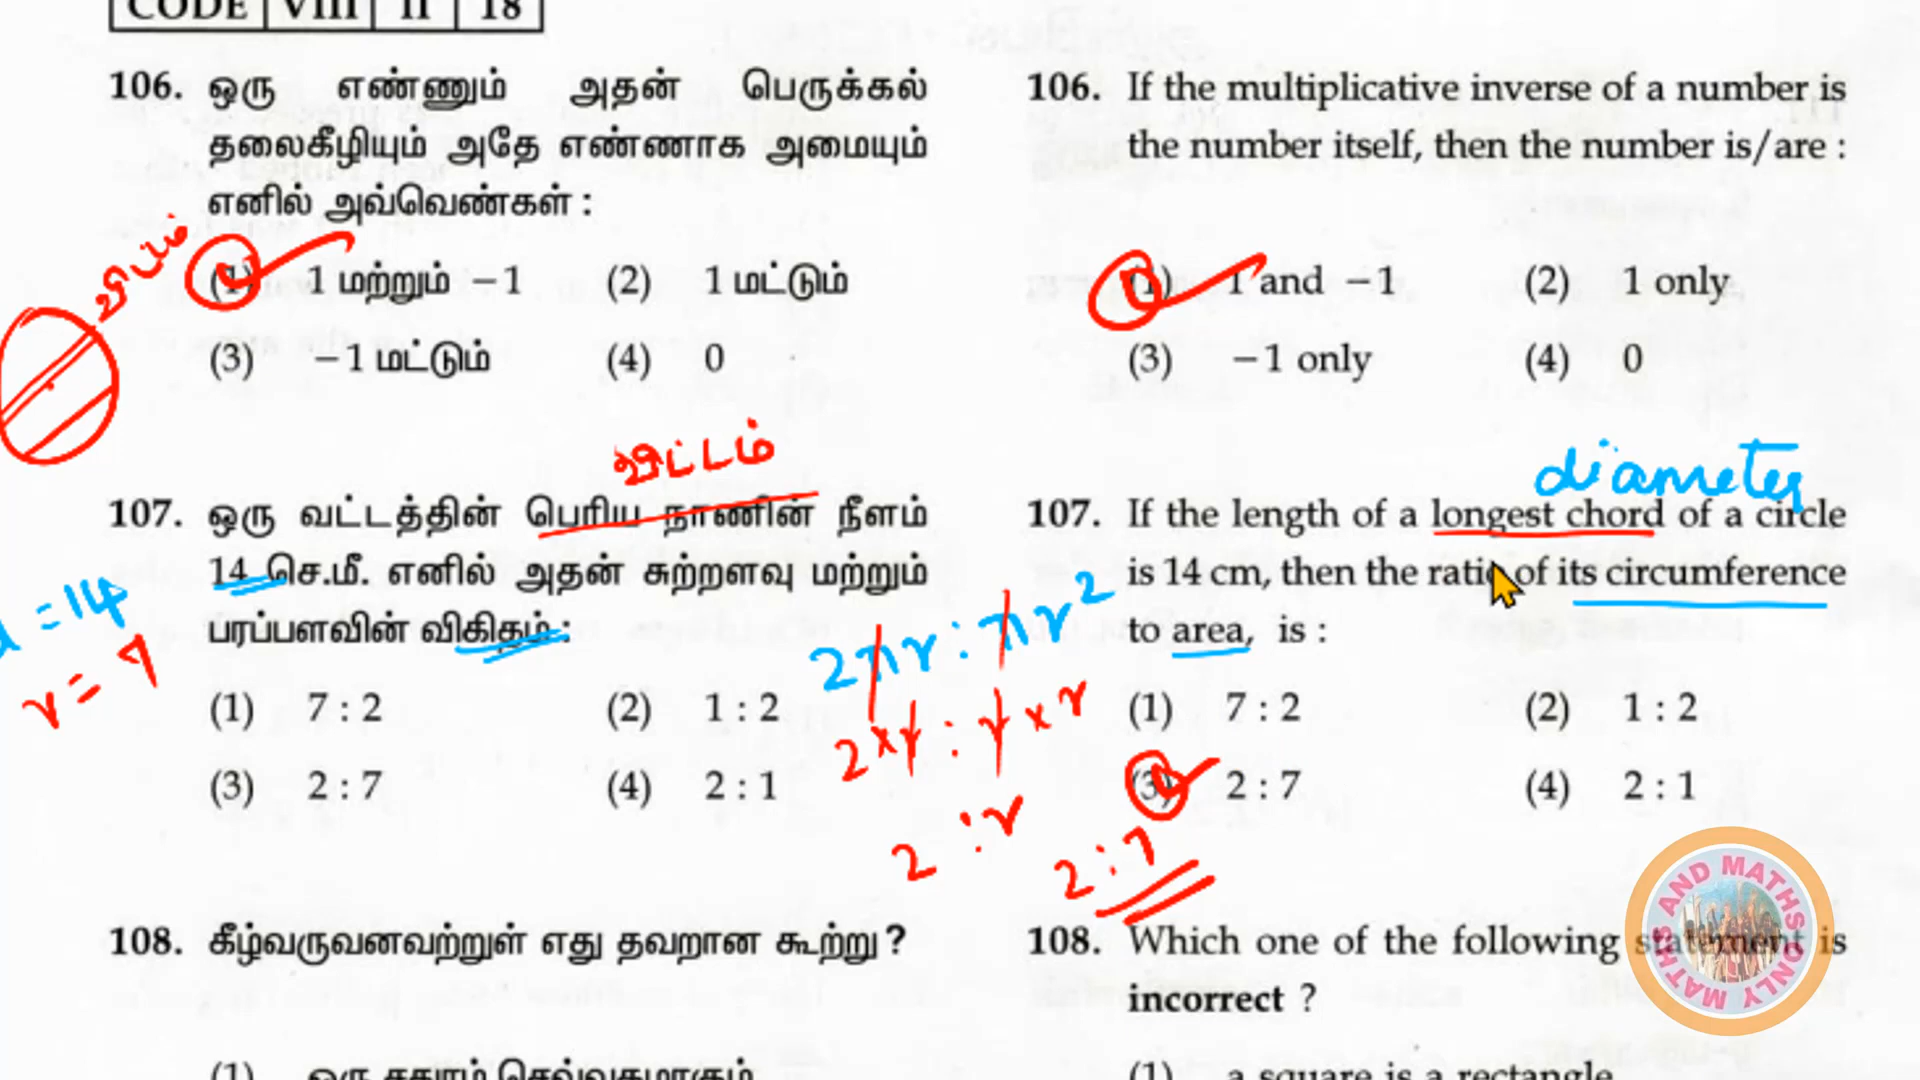 CODE VIII II 18
106. ஒரு எண்ணும் அதன் பெருக்கல்
தலைகீழியும் அதே எண்ணாக அமையும்
எனில் அவ்வெண்கள் :
(1) 1 மற்றும் −1 (2) 1 மட்டும்
(3) −1 மட்டும் (4) 0
விட்டம்
விட்டம்
107. ஒரு வட்டத்தின் பெரிய நாணின் நீளம்
14 செ.மீ. எனில் அதன் சுற்றளவு மற்றும்
பரப்பளவின் விகிதம் :
d = 14
r = 7
(1) 7 : 2 (2) 1 : 2
(3) 2 : 7 (4) 2 : 1
108. கீழ்வருவனவற்றுள் எது தவறான கூற்று ?
(1) ஒரு சதுரம் செவ்வகமாகும்
106. If the multiplicative inverse of a number is
the number itself, then the number is/are :
(1) 1 and −1 (2) 1 only
(3) −1 only (4) 0
diameter
107. If the length of a longest chord of a circle
is 14 cm, then the ratio of its circumference
to area, is :
(1) 7 : 2 (2) 1 : 2
(3) 2 : 7 (4) 2 : 1
2πr : πr²
2×r : r×r
2 : r
2 : 7
108. Which one of the following statement is
incorrect ?
(1) a square is a rectangle
AND MATHS ONLY MATHS